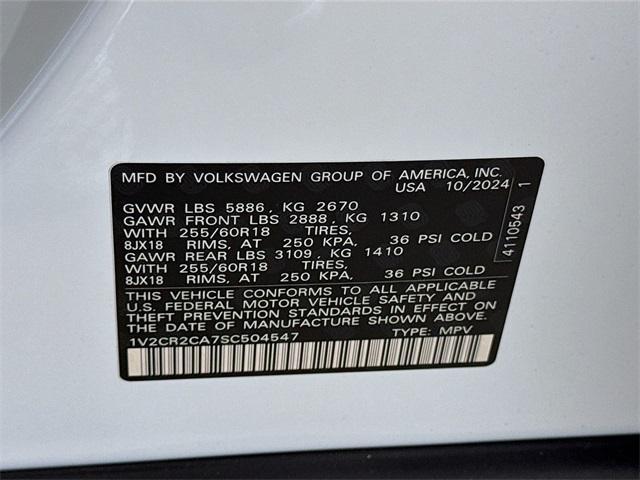 MFD BY VOLKSWAGEN GROUP OF AMERICA, INC.
USA 10/2024
GVWR LBS 5886, KG 2670
GAWR FRONT LBS 2888, KG 1310
WITH 255/60R18 TIRES,
8JX18 RIMS, AT 250 KPA, 36 PSI COLD
GAWR REAR LBS 3109, KG 1410
WITH 255/60R18 TIRES,
8JX18 RIMS, AT 250 KPA, 36 PSI COLD
THIS VEHICLE CONFORMS TO ALL APPLICABLE
U.S. FEDERAL MOTOR VEHICLE SAFETY AND
THEFT PREVENTION STANDARDS IN EFFECT ON
THE DATE OF MANUFACTURE SHOWN ABOVE.
1V2CR2CA7SC504547 TYPE: MPV
4110543 1